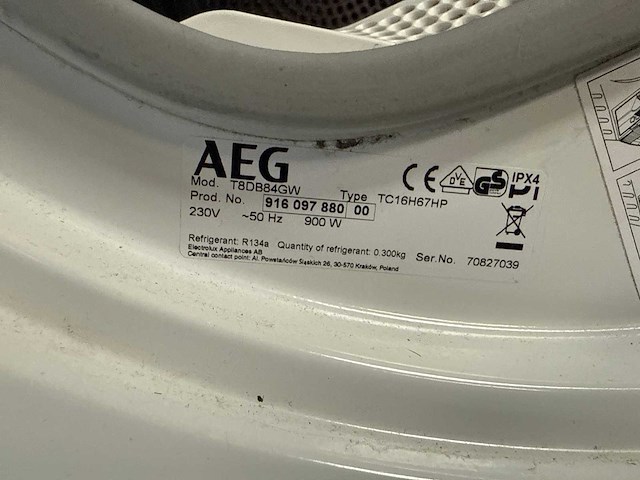 AEG
Mod. T8DB84GW
Type TC16H67HP
Prod. No. 916 097 880 00
230V ~50 Hz 900 W
CE DVE GS IPX4
Refrigerant: R134a Quantity of refrigerant: 0.300kg Ser.No. 70827039
Electrolux Appliances AB
Central contact point: Al. Powstańców Śląskich 26, 30-570 Kraków, Poland